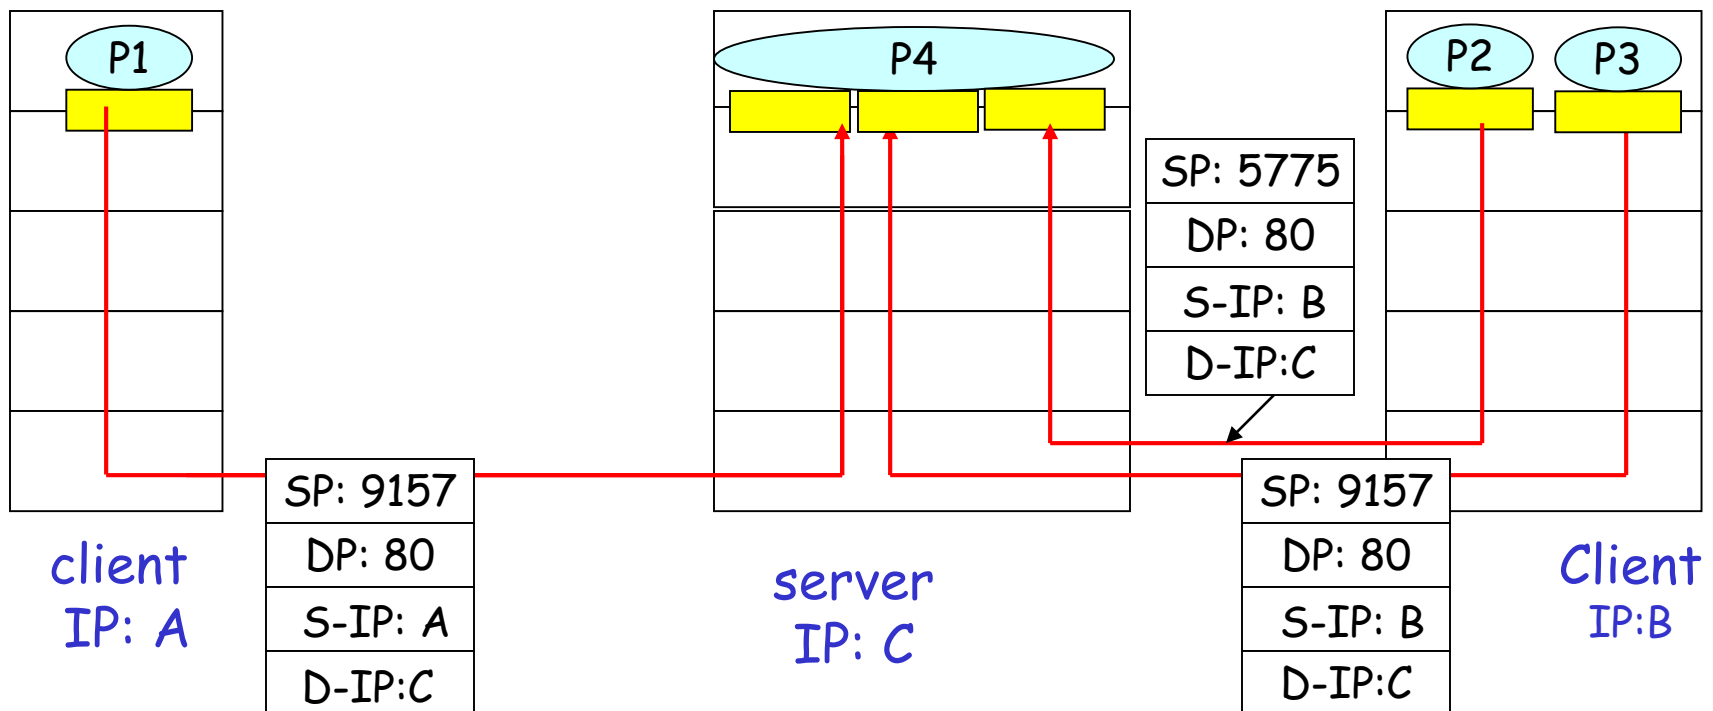 P1
P4
P2
P3
SP: 5775
DP: 80
S-IP: B
D-IP:C
SP: 9157
DP: 80
S-IP: A
D-IP:C
SP: 9157
DP: 80
S-IP: B
D-IP:C
client
IP: A
server
IP: C
Client
IP:B